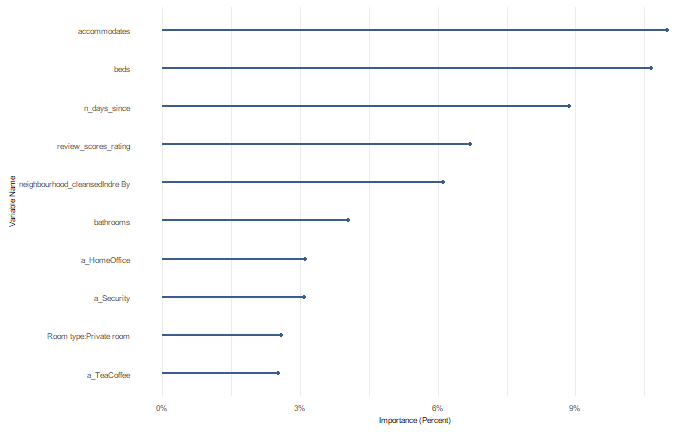 accommodates
beds
n_days_since
review_scores_rating
neighbourhood_cleansedIndre By
bathrooms
a_HomeOffice
a_Security
Room type:Private room
a_TeaCoffee
Variable Name
0%
3%
6%
9%
Importance (Percent)